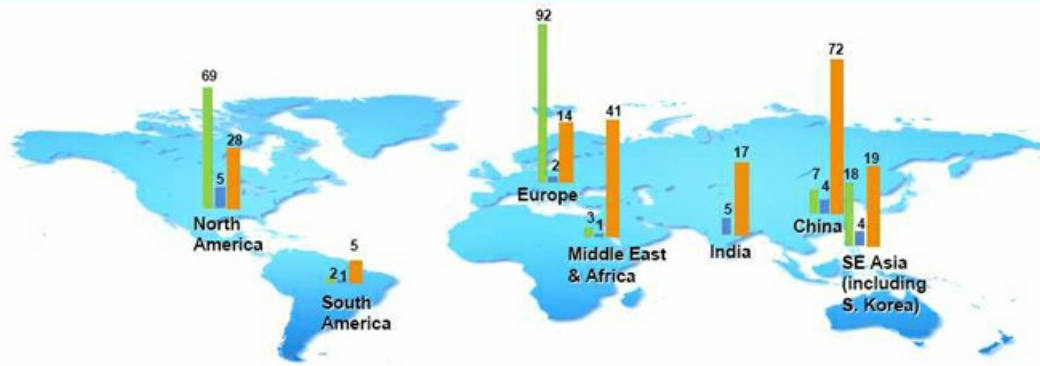 92
72
69
41
28
14
17
19
7
18
5
2
4
3
1
5
4
Europe
North
America
China
Middle East
& Africa
India
SE Asia
(including
S. Korea)
5
2
1
South
America